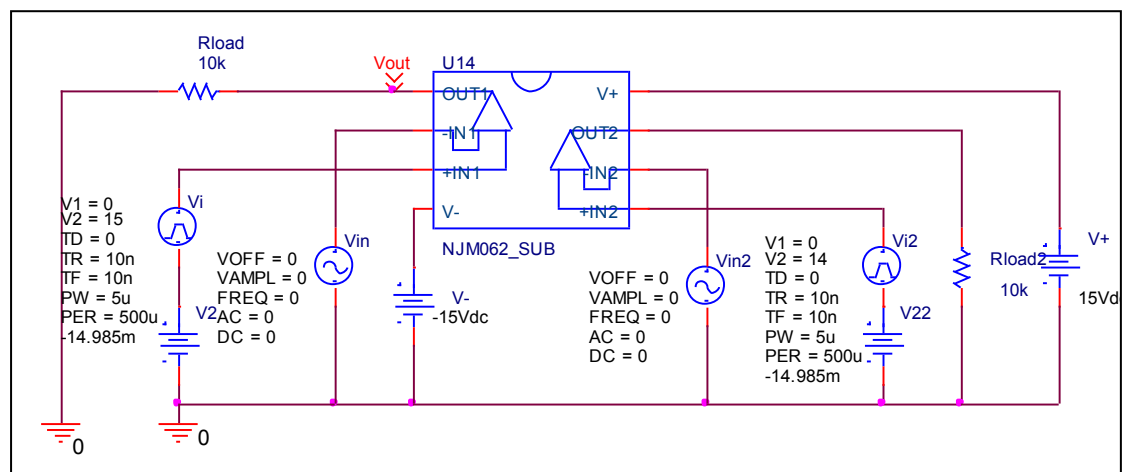 Rload
10k
Vout
U14
OUT1
-IN1
+IN1
V-
V+
OUT2
-IN2
+IN2
NJM062_SUB
Vi
V1 = 0
V2 = 15
TD = 0
TR = 10n
TF = 10n
PW = 5u
PER = 500u
-14.985m
V2
Vin
VOFF = 0
VAMPL = 0
FREQ = 0
AC = 0
DC = 0
V-
-15Vdc
Vin2
VOFF = 0
VAMPL = 0
FREQ = 0
AC = 0
DC = 0
Vi2
V1 = 0
V2 = 14
TD = 0
TR = 10n
TF = 10n
PW = 5u
PER = 500u
-14.985m
V22
Rload2
10k
V+
15Vd
0
0